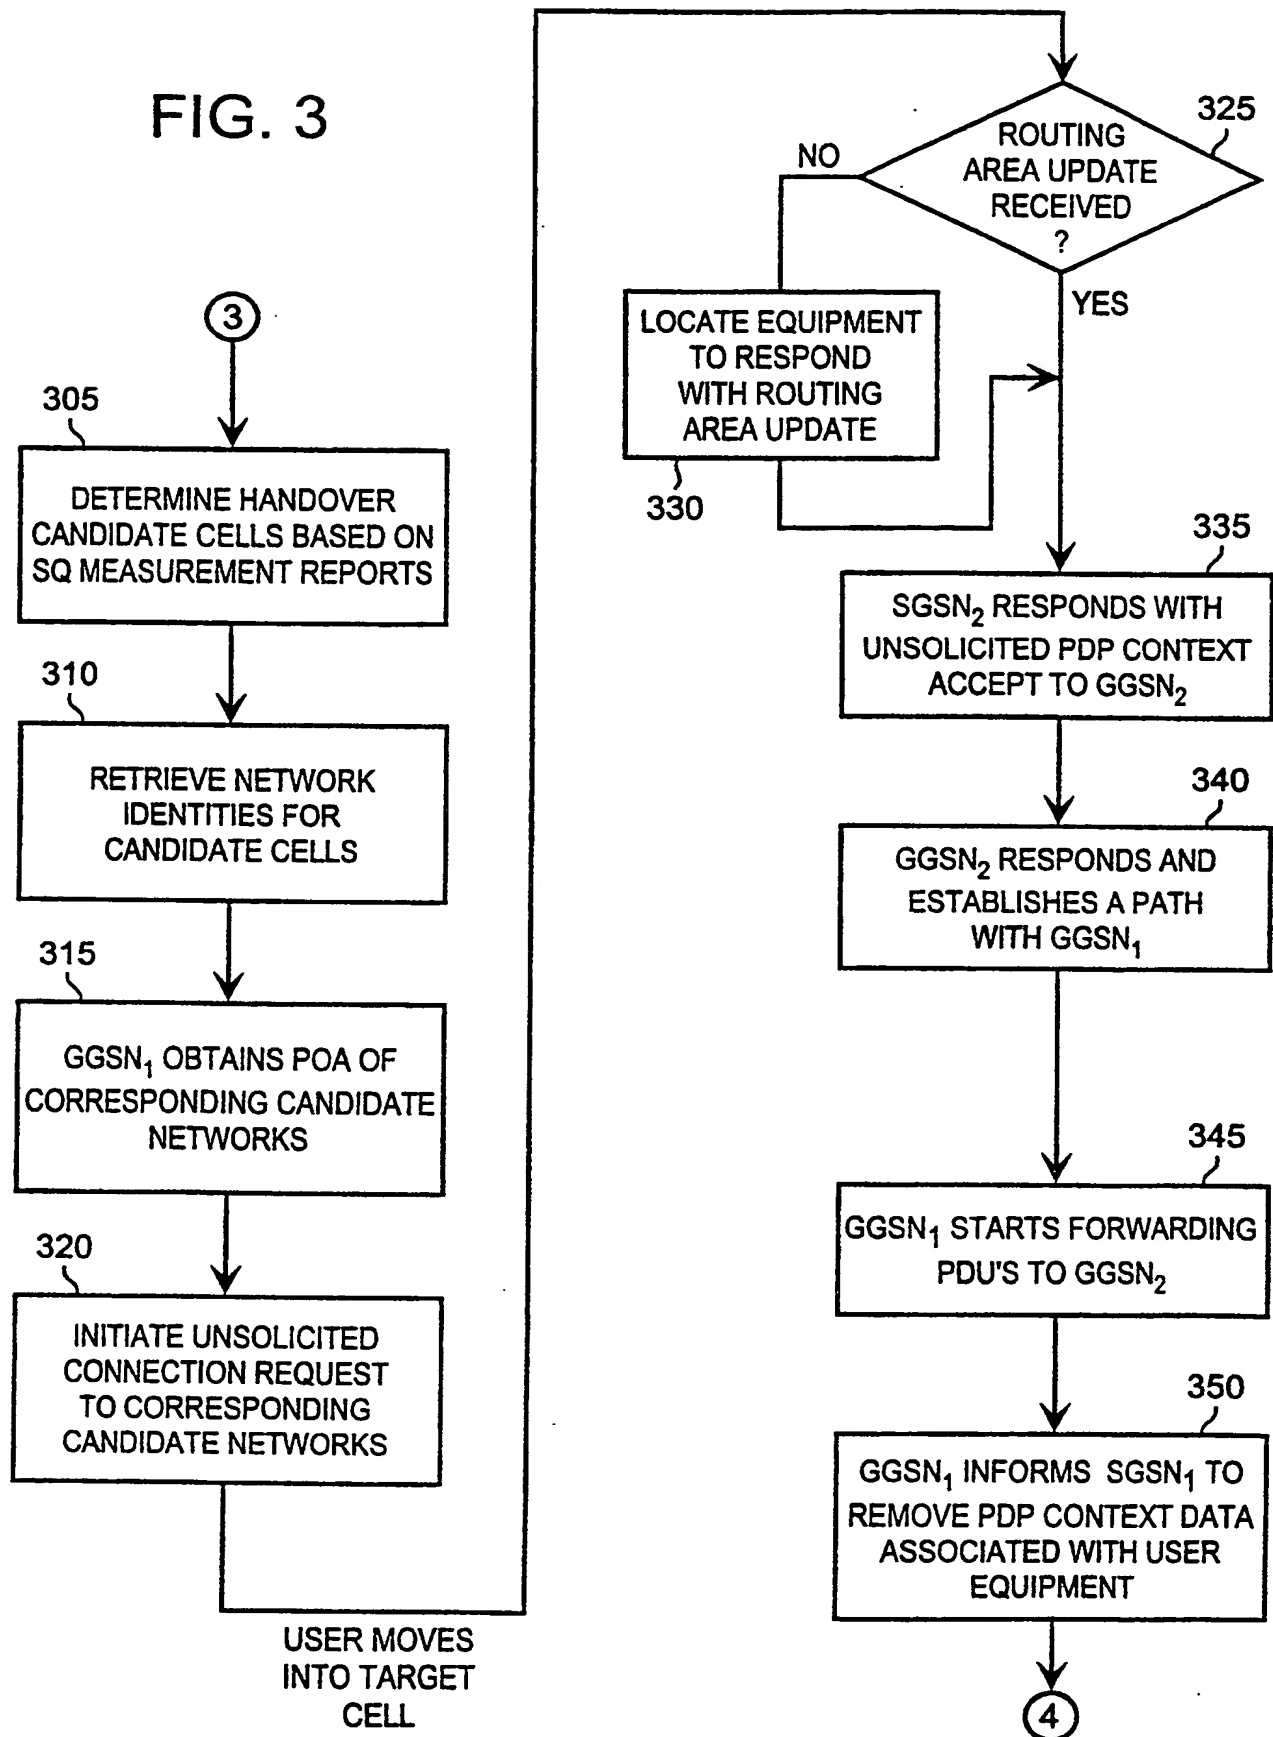 FIG. 3
3
305
DETERMINE HANDOVER
CANDIDATE CELLS BASED ON
SQ MEASUREMENT REPORTS
310
RETRIEVE NETWORK
IDENTITIES FOR
CANDIDATE CELLS
315
GGSN1 OBTAINS POA OF
CORRESPONDING CANDIDATE
NETWORKS
320
INITIATE UNSOLICITED
CONNECTION REQUEST
TO CORRESPONDING
CANDIDATE NETWORKS
USER MOVES
INTO TARGET
CELL
325
ROUTING
AREA UPDATE
RECEIVED
?
NO
YES
LOCATE EQUIPMENT
TO RESPOND
WITH ROUTING
AREA UPDATE
330
335
SGSN2 RESPONDS WITH
UNSOLICITED PDP CONTEXT
ACCEPT TO GGSN2
340
GGSN2 RESPONDS AND
ESTABLISHES A PATH
WITH GGSN1
345
GGSN1 STARTS FORWARDING
PDU'S TO GGSN2
350
GGSN1 INFORMS SGSN1 TO
REMOVE PDP CONTEXT DATA
ASSOCIATED WITH USER
EQUIPMENT
4